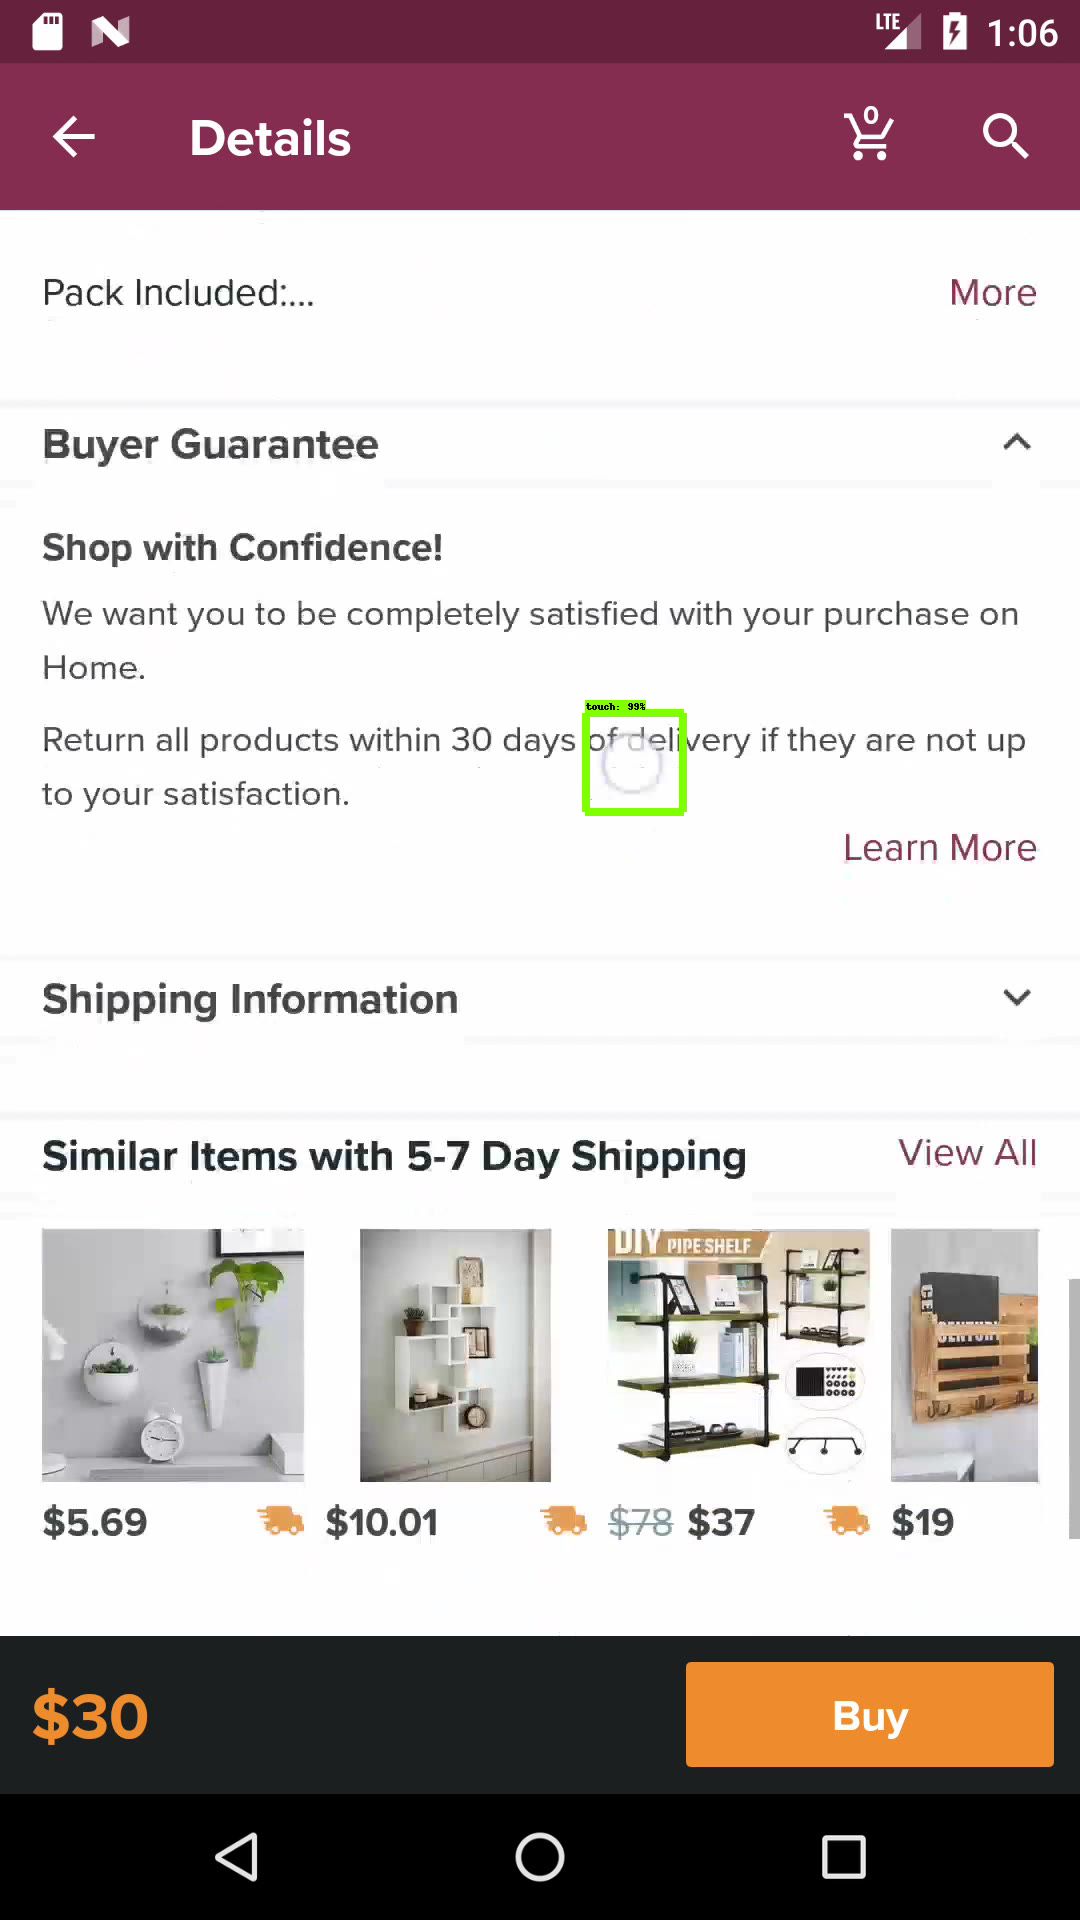 LTE 1:06
Details 0
Pack Included:... More
Buyer Guarantee
Shop with Confidence!
We want you to be completely satisfied with your purchase on
Home.
touch: 99%
Return all products within 30 days of delivery if they are not up
to your satisfaction.
Learn More
Shipping Information
Similar Items with 5-7 Day Shipping View All
DIY PIPE SHELF
$5.69 $10.01 $78 $37 $19
$30 Buy